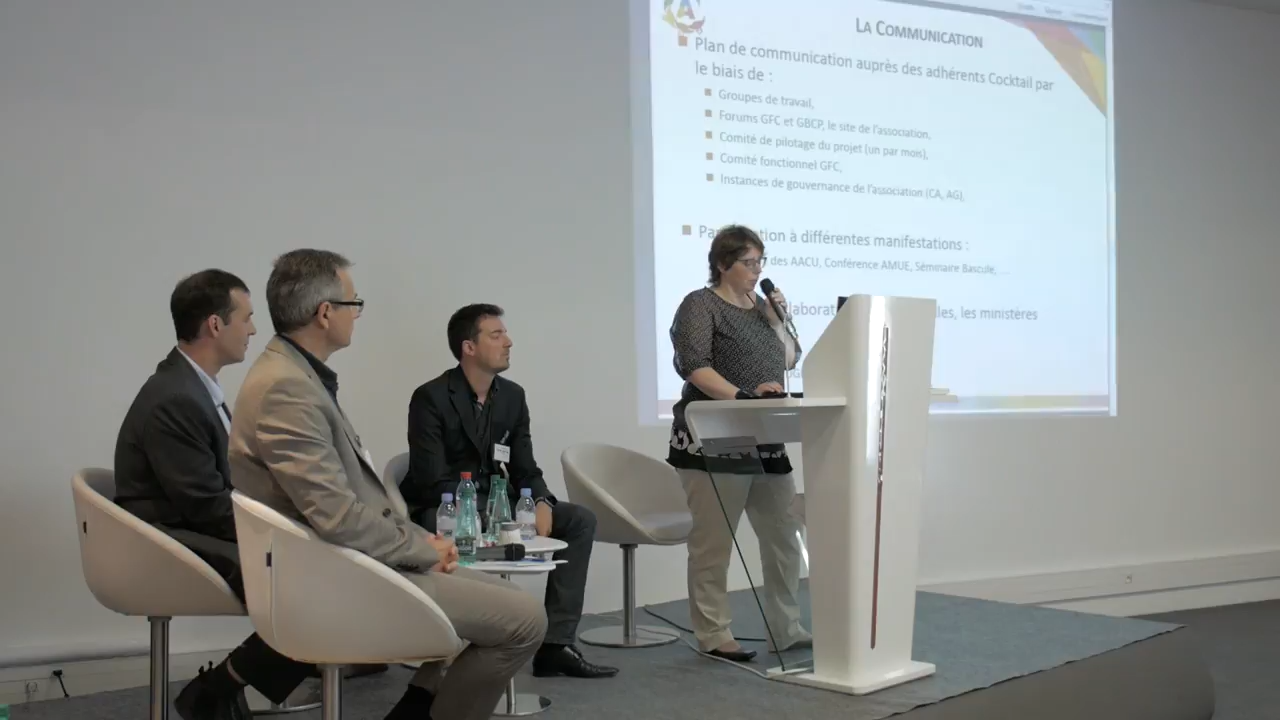 A
LA COMMUNICATION
Plan de communication auprès des adhérents Cocktail par
le biais de :
Groupes de travail,
Forums GFC et GBCP, le site de l'association,
Comité de pilotage du projet (un par mois),
Comité fonctionnel GFC,
Instances de gouvernance de l'association (CA, AG),
à différentes manifestations :
des AACU, Conférence AMUE, Séminaire Bascule, ...
les ministères